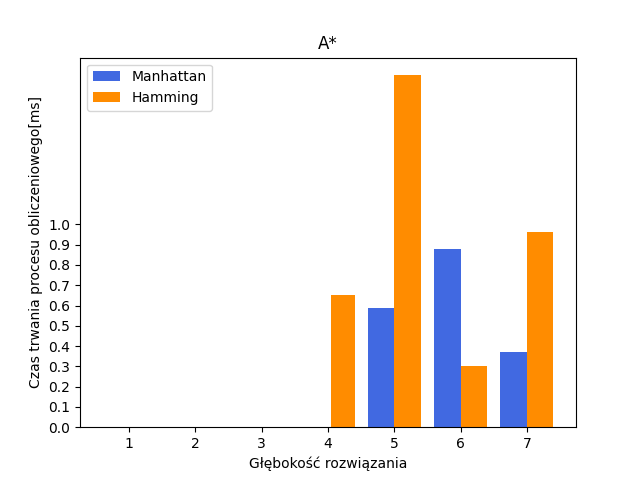 A*
Manhattan
Hamming
Czas trwania procesu obliczeniowego[ms]
1.0
0.9
0.8
0.7
0.6
0.5
0.4
0.3
0.2
0.1
0.0
1 2 3 4 5 6 7
Głębokość rozwiązania